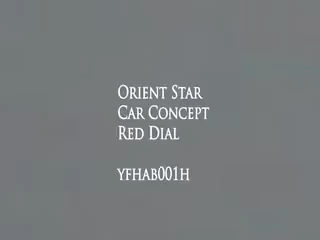 Orient Star
Car Concept
Red Dial
YFHAB001H